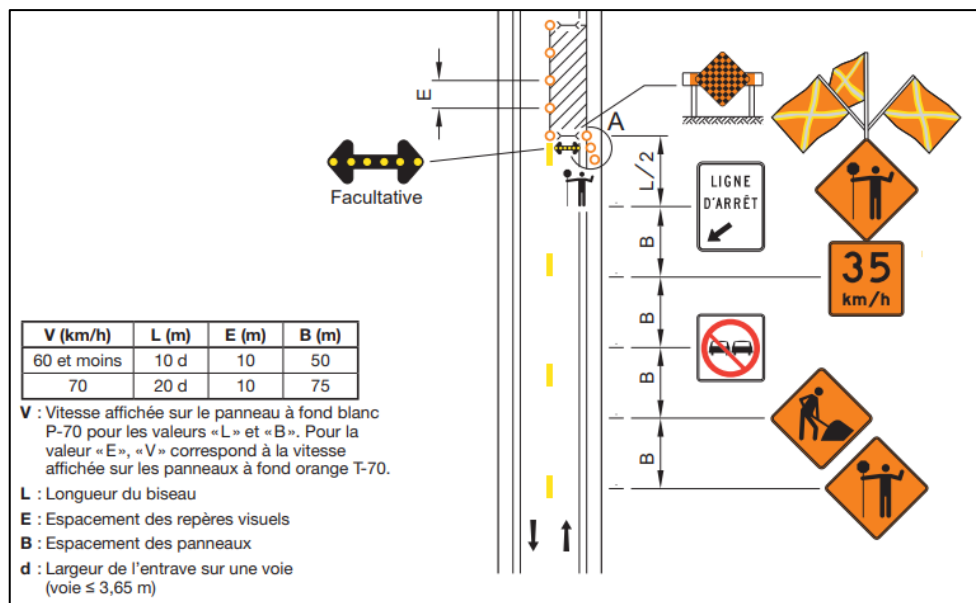 E
A
Facultative
L/2
LIGNE
D'ARRÊT
B
35
km/h
B
B
B
V (km/h) L (m) E (m) B (m)
60 et moins 10 d 10 50
70 20 d 10 75
V : Vitesse affichée sur le panneau à fond blanc
P-70 pour les valeurs «L» et «B». Pour la
valeur «E», «V» correspond à la vitesse
affichée sur les panneaux à fond orange T-70.
L : Longueur du biseau
E : Espacement des repères visuels
B : Espacement des panneaux
d : Largeur de l'entrave sur une voie
(voie ≤ 3,65 m)